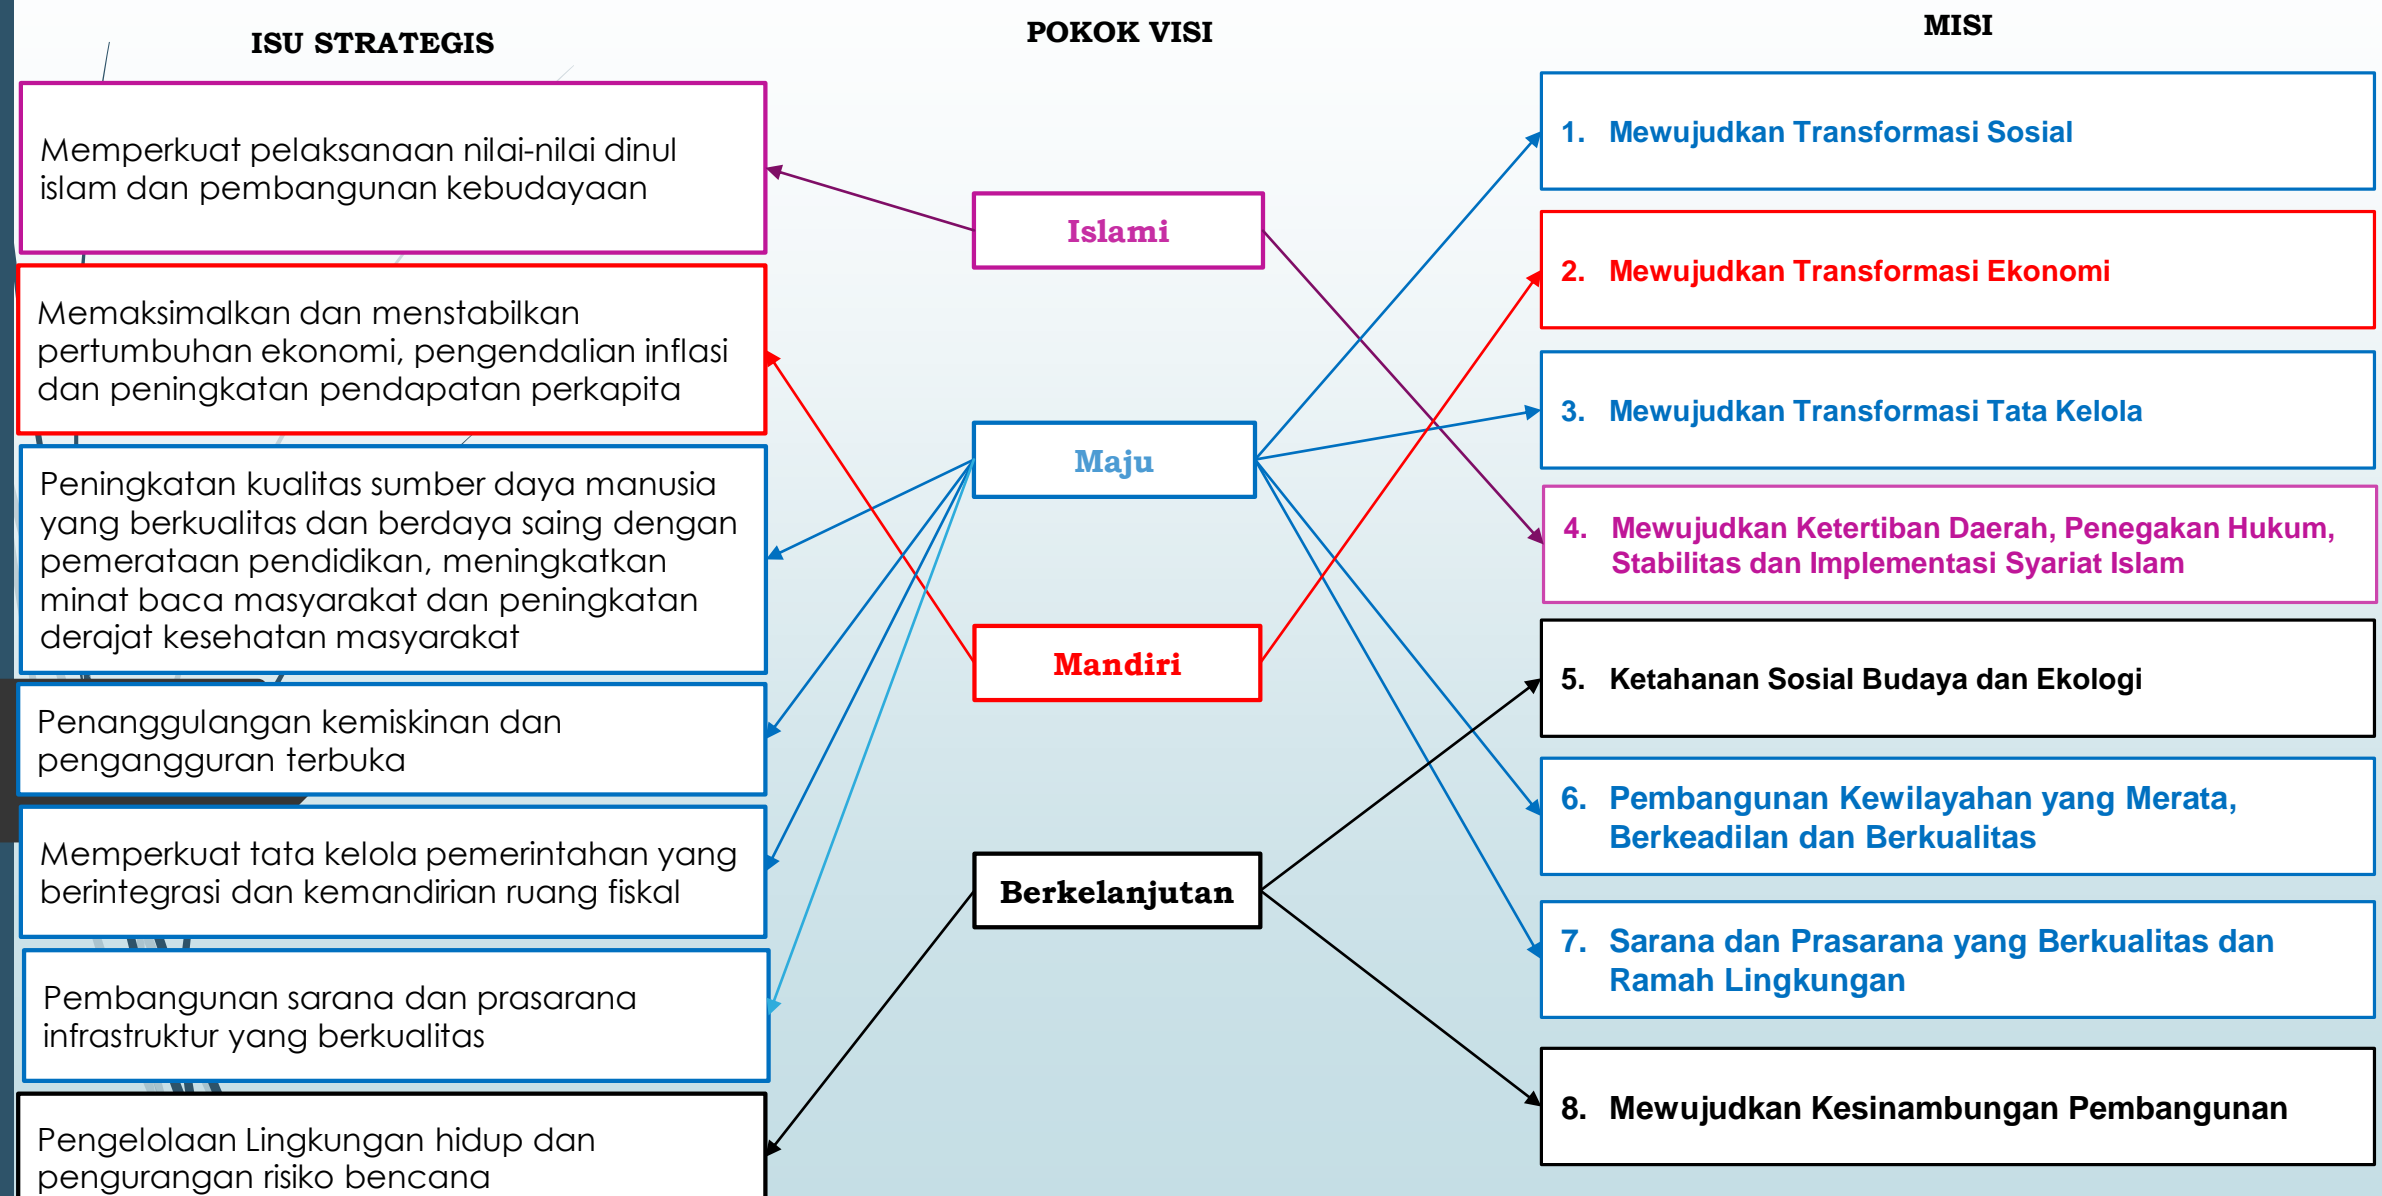 ISU STRATEGIS
POKOK VISI
MISI
Memperkuat pelaksanaan nilai-nilai dinul
islam dan pembangunan kebudayaan
Memaksimalkan dan menstabilkan
pertumbuhan ekonomi, pengendalian inflasi
dan peningkatan pendapatan perkapita
Peningkatan kualitas sumber daya manusia
yang berkualitas dan berdaya saing dengan
pemerataan pendidikan, meningkatkan
minat baca masyarakat dan peningkatan
derajat kesehatan masyarakat
Penanggulangan kemiskinan dan
pengangguran terbuka
Memperkuat tata kelola pemerintahan yang
berintegrasi dan kemandirian ruang fiskal
Pembangunan sarana dan prasarana
infrastruktur yang berkualitas
Pengelolaan Lingkungan hidup dan
pengurangan risiko bencana
Islami
Maju
Mandiri
Berkelanjutan
1. Mewujudkan Transformasi Sosial
2. Mewujudkan Transformasi Ekonomi
3. Mewujudkan Transformasi Tata Kelola
4. Mewujudkan Ketertiban Daerah, Penegakan Hukum,
Stabilitas dan Implementasi Syariat Islam
5. Ketahanan Sosial Budaya dan Ekologi
6. Pembangunan Kewilayahan yang Merata,
Berkeadilan dan Berkualitas
7. Sarana dan Prasarana yang Berkualitas dan
Ramah Lingkungan
8. Mewujudkan Kesinambungan Pembangunan